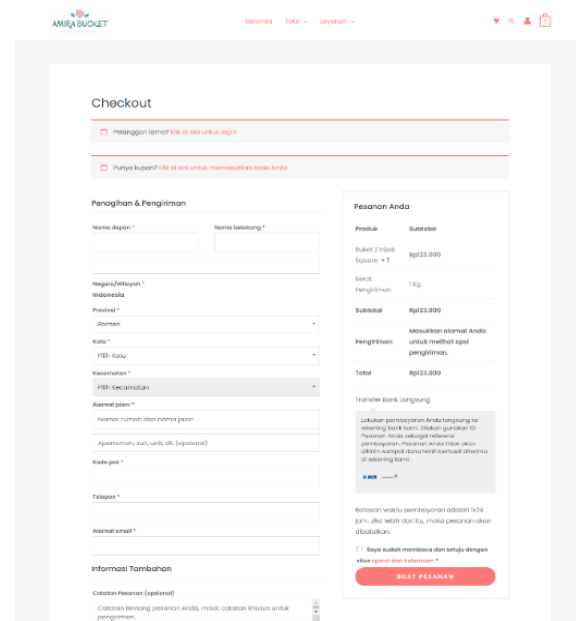 AMIRA BUCKET
Beranda Toko Layanan
1
Checkout
Pelanggan lama? Klik di sini untuk login
Punya kupon? Klik di sini untuk memasukkan kode Anda
Penagihan & Pengiriman
Nama depan * Nama belakang *
Negara/Wilayah *
Indonesia
Provinsi *
Banten
Kota *
Pilih Kota
Kecamatan *
Pilih Kecamatan
Alamat jalan *
Nomor rumah dan nama jalan
Apartemen, suit, unit, dll. (opsional)
Kode pos *
Telepon *
Alamat email *
Informasi Tambahan
Catatan Pesanan (opsional)
Catatan tentang pesanan Anda, misal: catatan khusus untuk
pengiriman.
Pesanan Anda
Produk Subtotal
Buket 2 Hijab
Square × 1 Rp123.000
Berat
Pengiriman 1 Kg
Subtotal Rp123.000
Pengiriman Masukkan alamat Anda
untuk melihat opsi
pengiriman.
Total Rp123.000
Transfer Bank Langsung
Lakukan pembayaran Anda langsung ke
rekening bank kami. Silakan gunakan ID
Pesanan Anda sebagai referensi
pembayaran. Pesanan Anda tidak akan
dikirim sampai dana telah berhasil diterima
di rekening kami.
BCA
Batasan waktu pembayaran adalah 1x24
jam. Jika lebih dari itu, maka pesanan akan
dibatalkan.
Saya sudah membaca dan setuju dengan
situs syarat dan ketentuan *
BUAT PESANAN